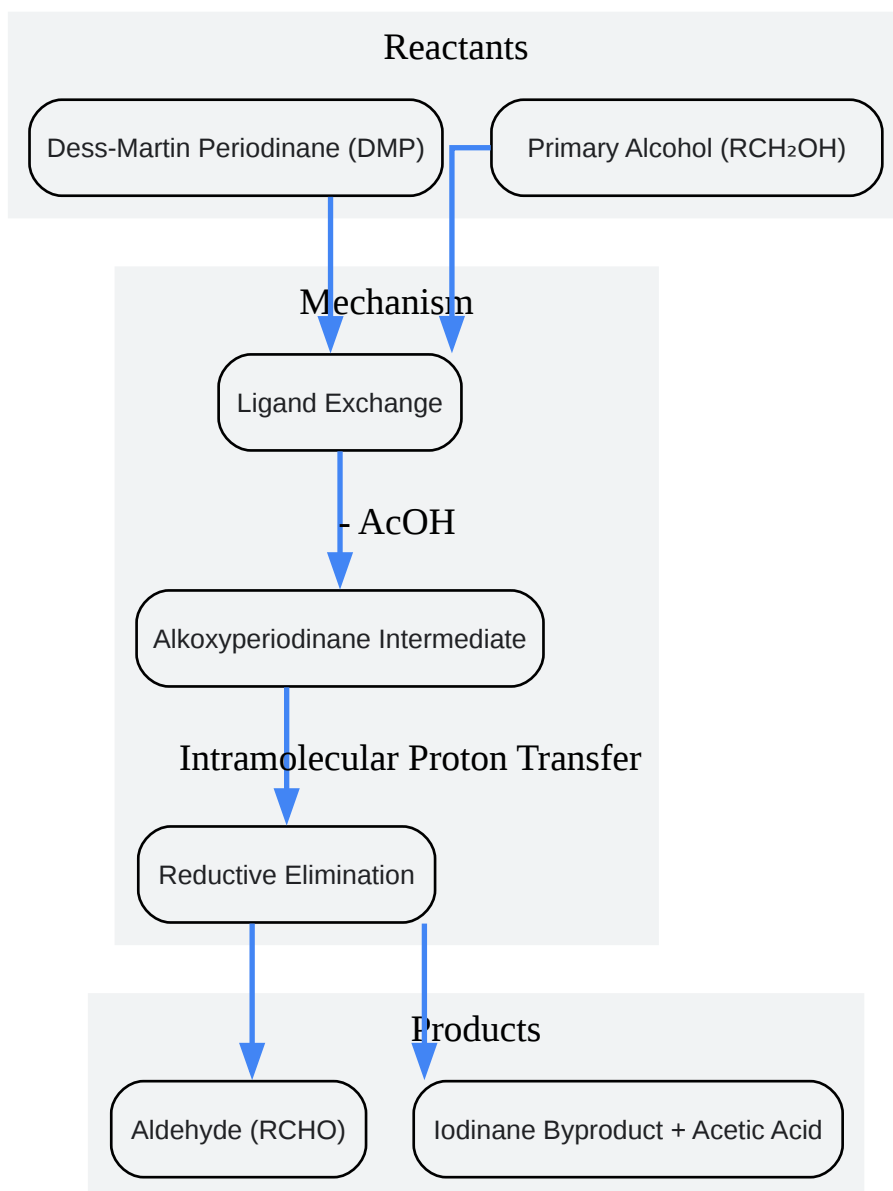 Reactants
Dess-Martin Periodinane (DMP)
Primary Alcohol (RCH₂OH)
Mechanism
Ligand Exchange
- AcOH
Alkoxyperiodinane Intermediate
Intramolecular Proton Transfer
Reductive Elimination
Products
Aldehyde (RCHO)
Iodinane Byproduct + Acetic Acid